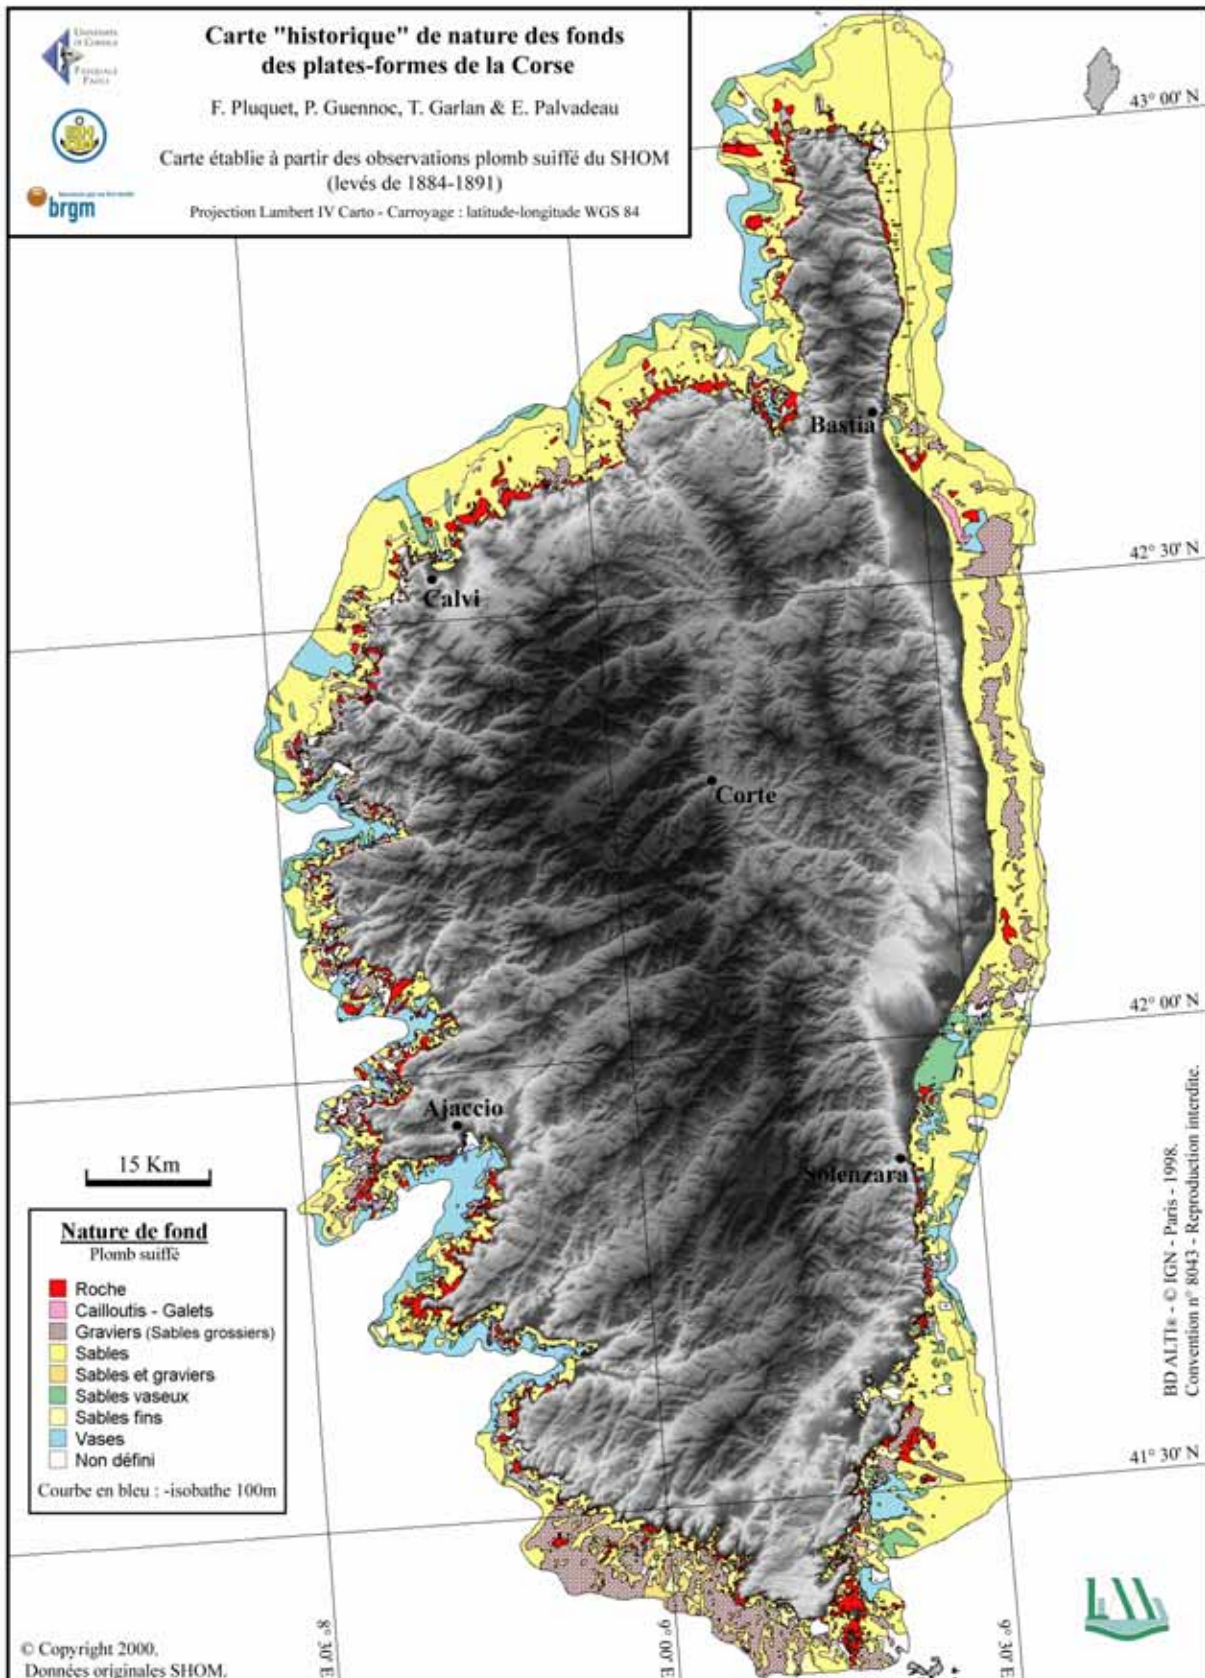 UNIVERSITÀ
DI CORSICA
PASQUALE
PAOLI
brgm
Carte "historique" de nature des fonds
des plates-formes de la Corse
F. Pluquet, P. Guennoc, T. Garlan & E. Palvadeau
Carte établie à partir des observations plomb suiffé du SHOM
(levés de 1884-1891)
Projection Lambert IV Carto - Carroyage : latitude-longitude WGS 84
43° 00' N
Bastia
42° 30' N
Calvi
Corte
42° 00' N
Ajaccio
Solenzara
15 Km
41° 30' N
Nature de fond
Plomb suiffé
Roche
Cailloutis - Galets
Graviers (Sables grossiers)
Sables
Sables et graviers
Sables vaseux
Sables fins
Vases
Non défini
Courbe en bleu : -isobathe 100m
BD ALTI® - © IGN - Paris - 1998.
Convention n° 8043 - Reproduction interdite.
8° 30' E
9° 00' E
9° 30' E
© Copyright 2000.
Données originales SHOM.